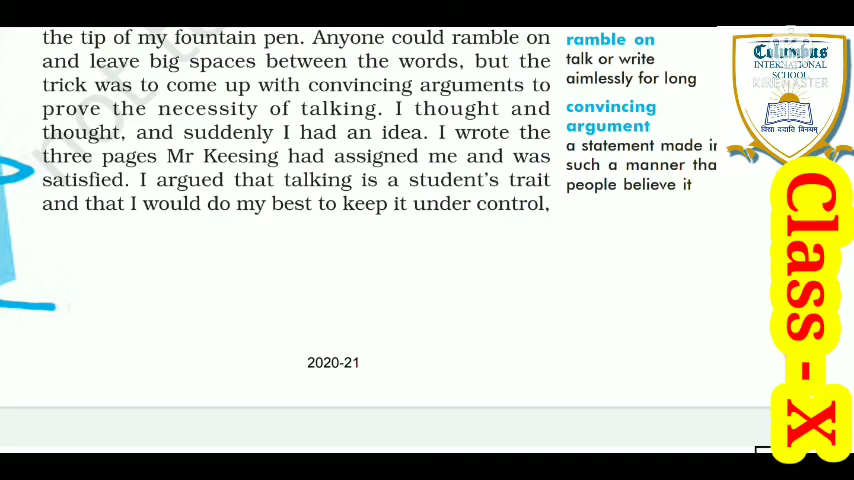 the tip of my fountain pen. Anyone could ramble on
and leave big spaces between the words, but the
trick was to come up with convincing arguments to
prove the necessity of talking. I thought and
thought, and suddenly I had an idea. I wrote the
three pages Mr Keesing had assigned me and was
satisfied. I argued that talking is a student's trait
and that I would do my best to keep it under control,
ramble on
talk or write
aimlessly for long
convincing
argument
a statement made in
such a manner tha
people believe it
2020-21
Columbus
INTERNATIONAL
SCHOOL
KINEMASTER
विद्या ददाति विनयम्
Class - X